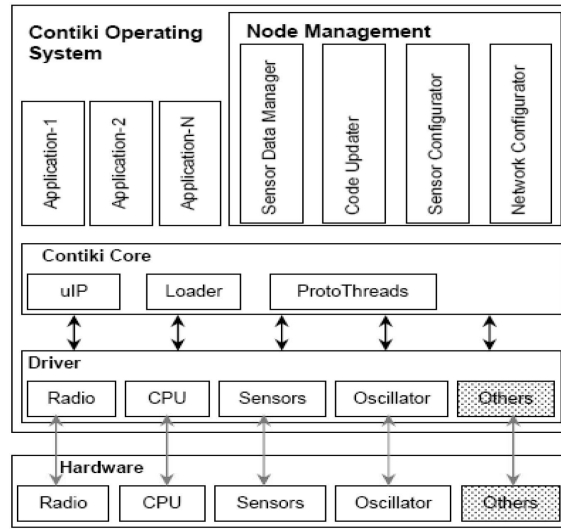 Contiki Operating
System
Node Management
Application-1
Application-2
Application-N
Sensor Data Manager
Code Updater
Sensor Configurator
Network Configurator
Contiki Core
uIP
Loader
ProtoThreads
Driver
Radio
CPU
Sensors
Oscillator
Others
Hardware
Radio
CPU
Sensors
Oscillator
Others